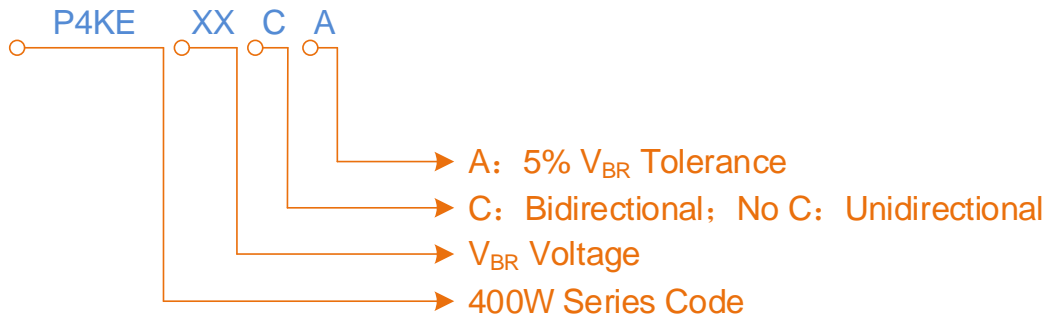 P4KE XX C A
A：5% VBR Tolerance
C：Bidirectional；No C：Unidirectional
VBR Voltage
400W Series Code